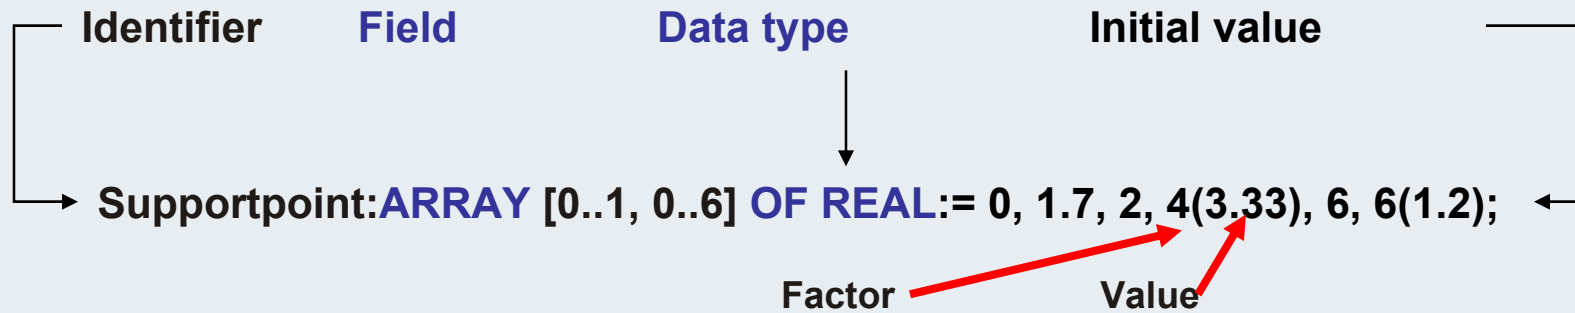 Identifier Field Data type Initial value
Supportpoint:ARRAY [0..1, 0..6] OF REAL:= 0, 1.7, 2, 4(3.33), 6, 6(1.2);
Factor Value